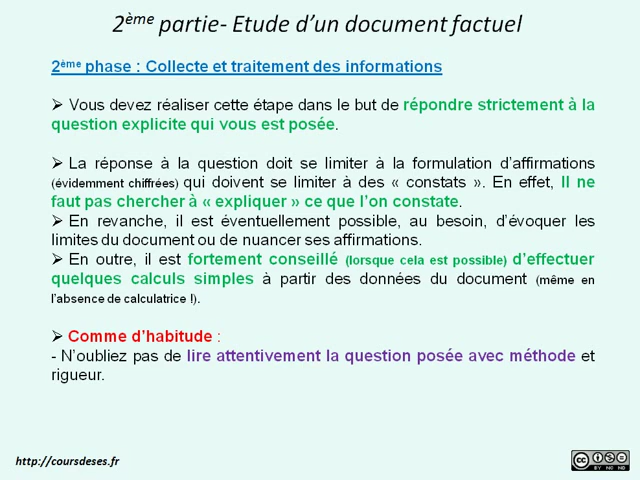 2ème partie- Etude d’un document factuel
2ème phase : Collecte et traitement des informations
➢ Vous devez réaliser cette étape dans le but de répondre strictement à la
question explicite qui vous est posée.
➢ La réponse à la question doit se limiter à la formulation d’affirmations
(évidemment chiffrées) qui doivent se limiter à des « constats ». En effet, Il ne
faut pas chercher à « expliquer » ce que l’on constate.
➢ En revanche, il est éventuellement possible, au besoin, d’évoquer les
limites du document ou de nuancer ses affirmations.
➢ En outre, il est fortement conseillé (lorsque cela est possible) d’effectuer
quelques calculs simples à partir des données du document (même en
l’absence de calculatrice !).
➢ Comme d’habitude :
- N’oubliez pas de lire attentivement la question posée avec méthode et
rigueur.
http://coursdeses.fr
cc
BY NC ND